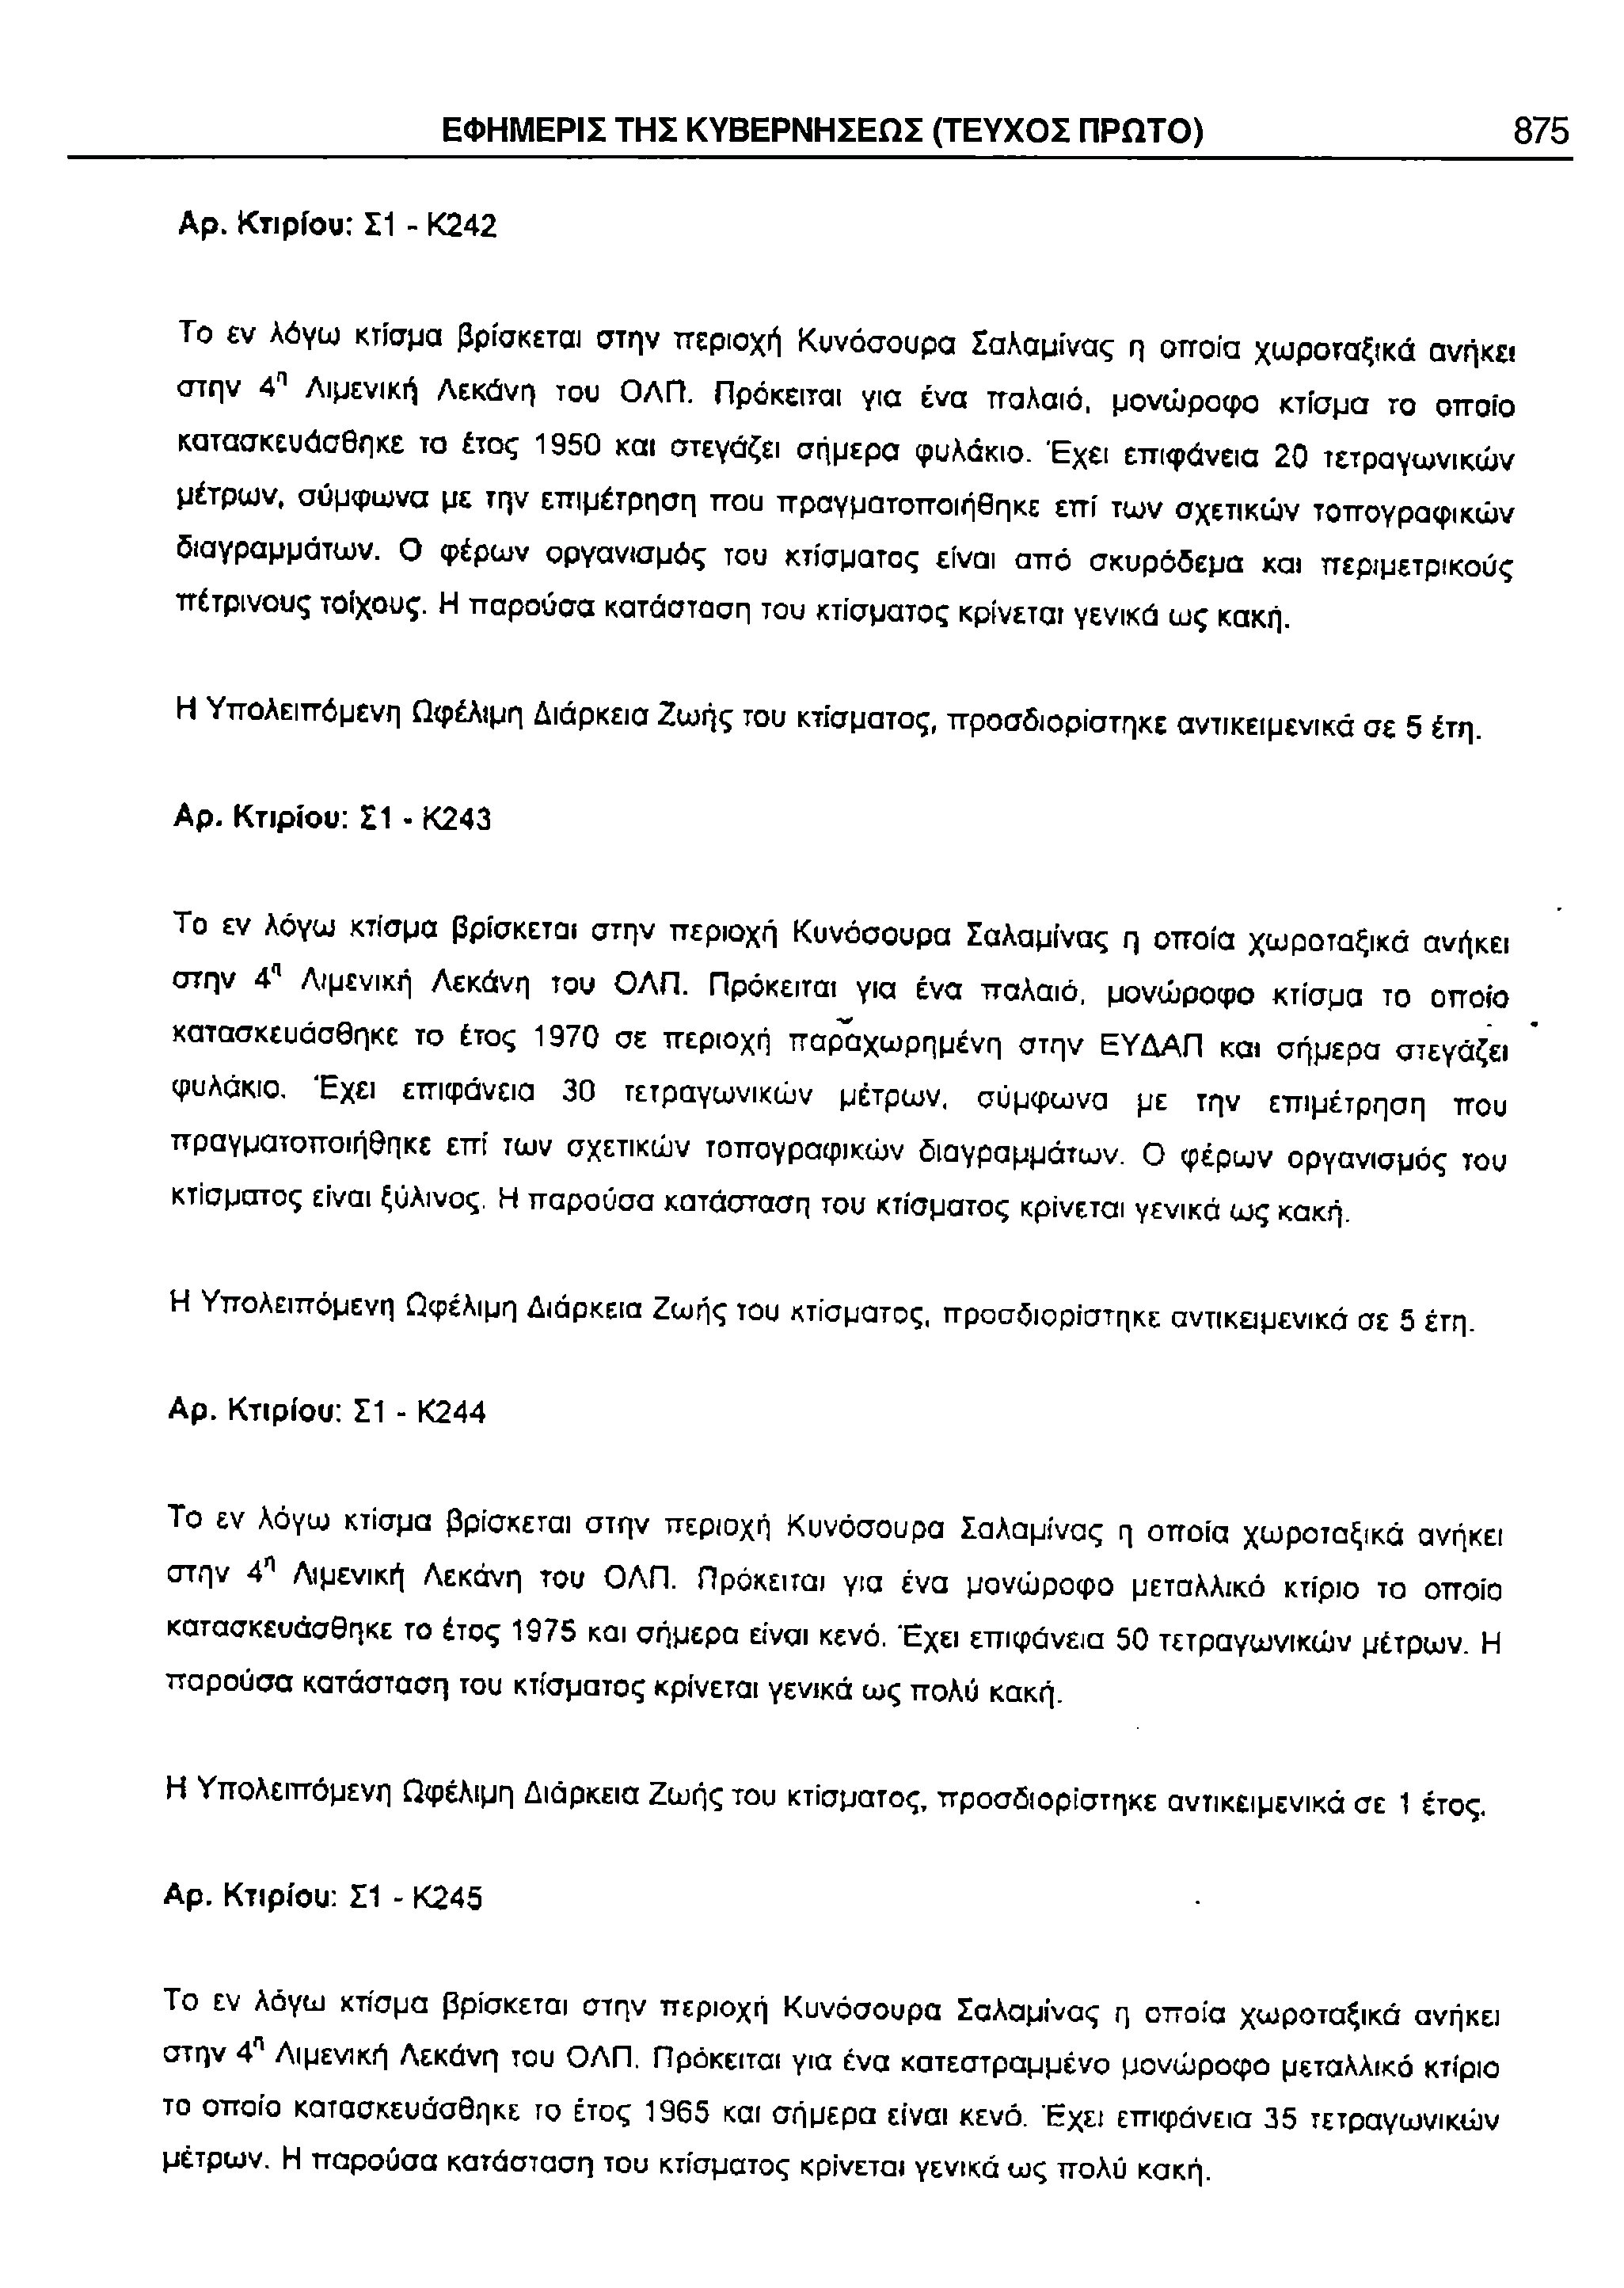 ΕΦΗΜΕΡΙΣ ΤΗΣ ΚΥΒΕΡΝΗΣΕΩΣ (ΤΕΥΧΟΣ ΠΡΩΤΟ) 875
Αρ. Κτιρίου: Σ1 - Κ242
Το εν λόγω κτίσμα βρίσκεται στην περιοχή Κυνόσουρα Σαλαμίνας η οποία χωροταξικά ανήκει
στην 4η Λιμενική Λεκάνη του ΟΛΠ. Πρόκειται για ένα παλαιό, μονώροφο κτίσμα το οποίο
κατασκευάσθηκε το έτος 1950 και στεγάζει σήμερα φυλάκιο. Έχει επιφάνεια 20 τετραγωνικών
μέτρων, σύμφωνα με την επιμέτρηση που πραγματοποιήθηκε επί των σχετικών τοπογραφικών
διαγραμμάτων. Ο φέρων οργανισμός του κτίσματος είναι από σκυρόδεμα και περιμετρικούς
πέτρινους τοίχους. Η παρούσα κατάσταση του κτίσματος κρίνεται γενικά ως κακή.
Η Υπολειπόμενη Ωφέλιμη Διάρκεια Ζωής του κτίσματος, προσδιορίστηκε αντικειμενικά σε 5 έτη.
Αρ. Κτιρίου: Σ1 - Κ243
Το εν λόγω κτίσμα βρίσκεται στην περιοχή Κυνόσουρα Σαλαμίνας η οποία χωροταξικά ανήκει
στην 4η Λιμενική Λεκάνη του ΟΛΠ. Πρόκειται για ένα παλαιό, μονώροφο κτίσμα το οποίο
κατασκευάσθηκε το έτος 1970 σε περιοχή παραχωρημένη στην ΕΥΔΑΠ και σήμερα στεγάζει
φυλάκιο. Έχει επιφάνεια 30 τετραγωνικών μέτρων, σύμφωνα με την επιμέτρηση που
πραγματοποιήθηκε επί των σχετικών τοπογραφικών διαγραμμάτων. Ο φέρων οργανισμός του
κτίσματος είναι ξύλινος. Η παρούσα κατάσταση του κτίσματος κρίνεται γενικά ως κακή.
Η Υπολειπόμενη Ωφέλιμη Διάρκεια Ζωής του κτίσματος, προσδιορίστηκε αντικειμενικά σε 5 έτη.
Αρ. Κτιρίου: Σ1 - Κ244
Το εν λόγω κτίσμα βρίσκεται στην περιοχή Κυνόσουρα Σαλαμίνας η οποία χωροταξικά ανήκει
στην 4η Λιμενική Λεκάνη του ΟΛΠ. Πρόκειται για ένα μονώροφο μεταλλικό κτίριο το οποίο
κατασκευάσθηκε το έτος 1975 και σήμερα είναι κενό. Έχει επιφάνεια 50 τετραγωνικών μέτρων. Η
παρούσα κατάσταση του κτίσματος κρίνεται γενικά ως πολύ κακή.
Η Υπολειπόμενη Ωφέλιμη Διάρκεια Ζωής του κτίσματος, προσδιορίστηκε αντικειμενικά σε 1 έτος.
Αρ. Κτιρίου: Σ1 - Κ245
Το εν λόγω κτίσμα βρίσκεται στην περιοχή Κυνόσουρα Σαλαμίνας η οποία χωροταξικά ανήκει
στην 4η Λιμενική Λεκάνη του ΟΛΠ. Πρόκειται για ένα κατεστραμμένο μονώροφο μεταλλικό κτίριο
το οποίο κατασκευάσθηκε το έτος 1965 και σήμερα είναι κενό. Έχει επιφάνεια 35 τετραγωνικών
μέτρων. Η παρούσα κατάσταση του κτίσματος κρίνεται γενικά ως πολύ κακή.